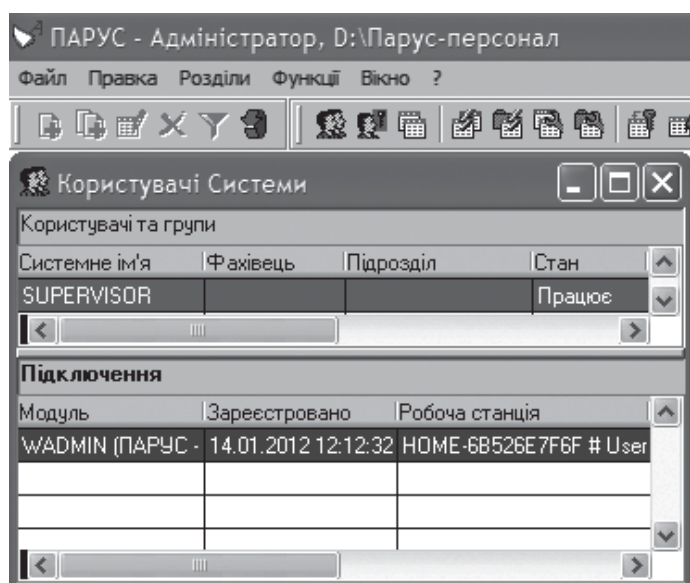 ПАРУС - Адміністратор, D:\Парус-персонал
Файл Правка Розділи Функції Вікно ?
Користувачі Системи
Користувачі та групи
Системне ім'я Фахівець Підрозділ Стан
SUPERVISOR Працює
Підключення
Модуль Зареєстровано Робоча станція
WADMIN (ПАРУС - 14.01.2012 12:12:32 HOME-6B526E7F6F # User